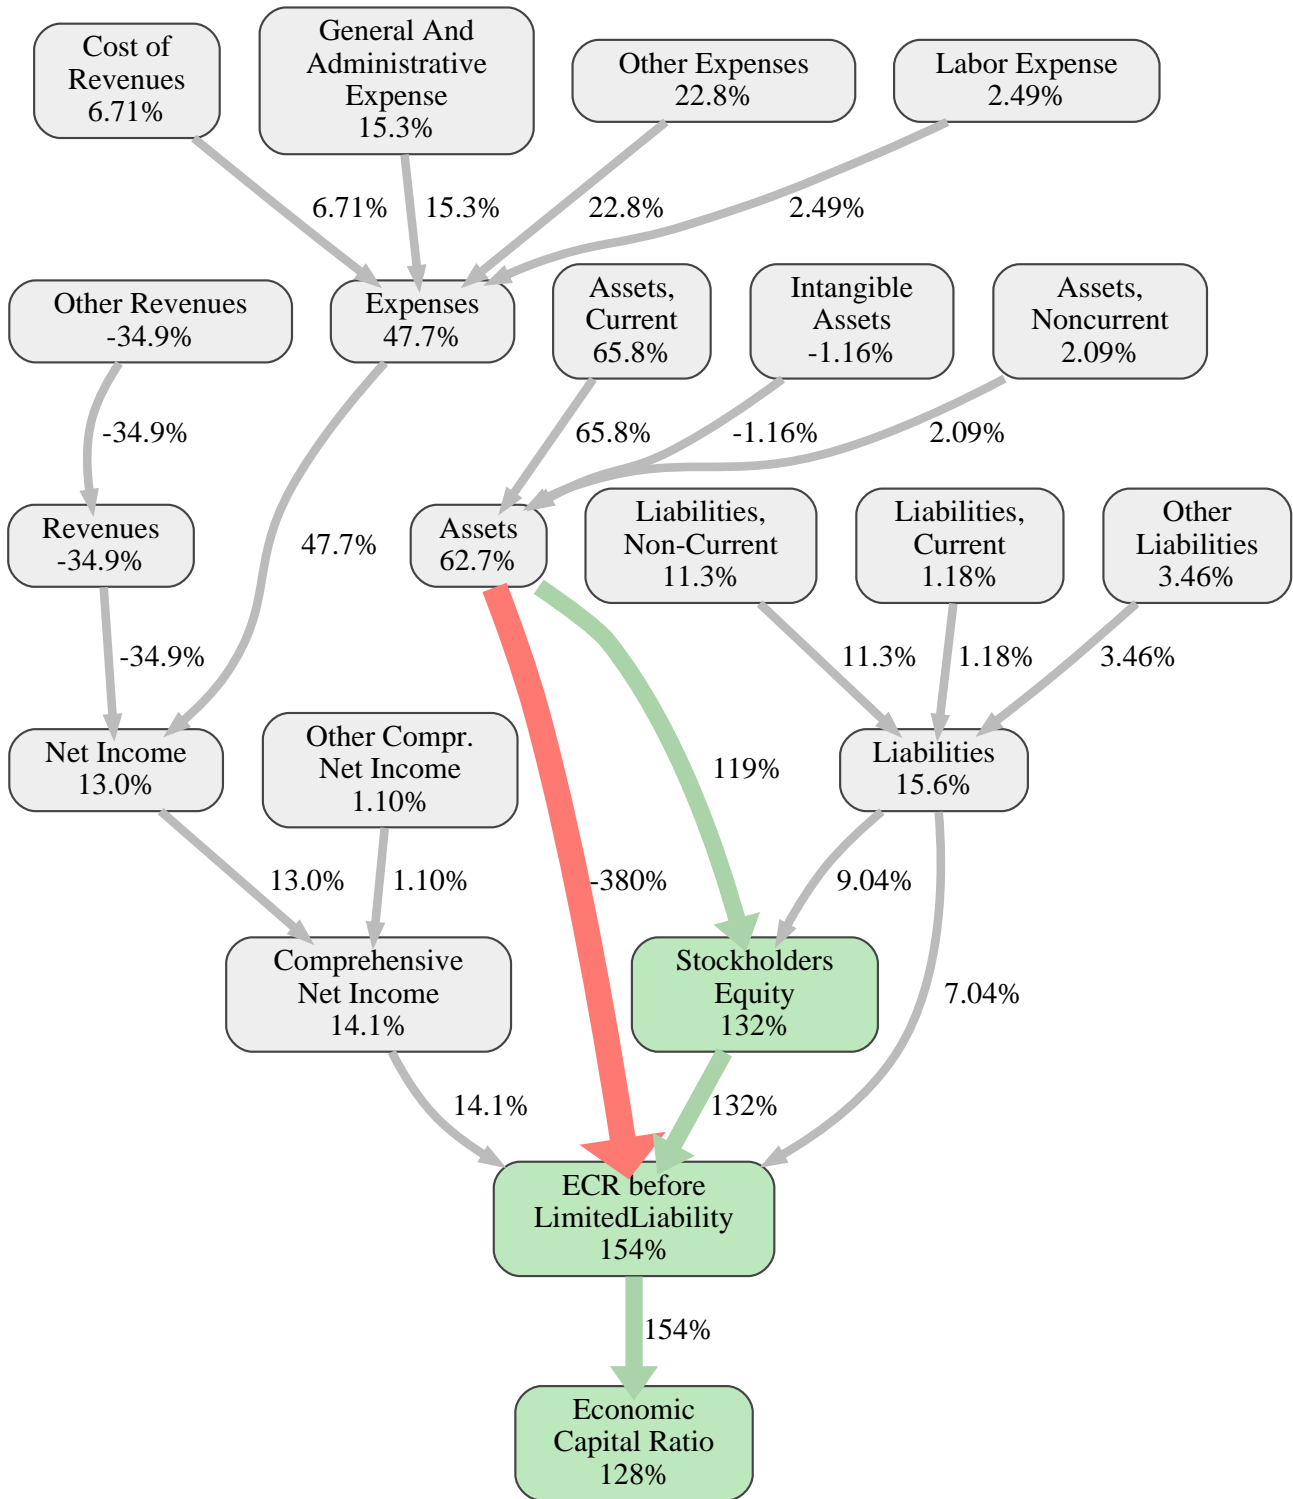 Cost of
Revenues
6.71%
General And
Administrative
Expense
15.3%
Other Expenses
22.8%
Labor Expense
2.49%
6.71%
15.3%
22.8%
2.49%
Other Revenues
-34.9%
Expenses
47.7%
Assets,
Current
65.8%
Intangible
Assets
-1.16%
Assets,
Noncurrent
2.09%
-34.9%
65.8%
-1.16%
2.09%
Revenues
-34.9%
47.7%
Assets
62.7%
Liabilities,
Non-Current
11.3%
Liabilities,
Current
1.18%
Other
Liabilities
3.46%
-34.9%
11.3%
1.18%
3.46%
Net Income
13.0%
Other Compr.
Net Income
1.10%
119%
Liabilities
15.6%
13.0%
1.10%
-380%
9.04%
Comprehensive
Net Income
14.1%
Stockholders
Equity
132%
7.04%
14.1%
132%
ECR before
LimitedLiability
154%
154%
Economic
Capital Ratio
128%